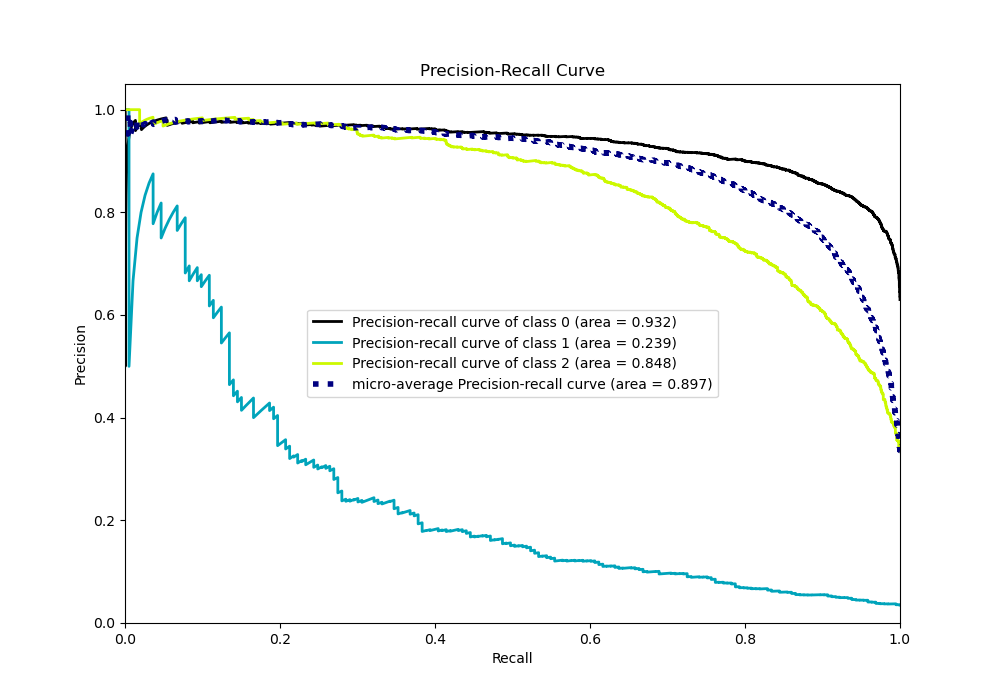 Precision-Recall Curve
Precision
1.0
0.8
0.6
0.4
0.2
0.0
Precision-recall curve of class 0 (area = 0.932)
Precision-recall curve of class 1 (area = 0.239)
Precision-recall curve of class 2 (area = 0.848)
micro-average Precision-recall curve (area = 0.897)
0.0 0.2 0.4 0.6 0.8 1.0
Recall